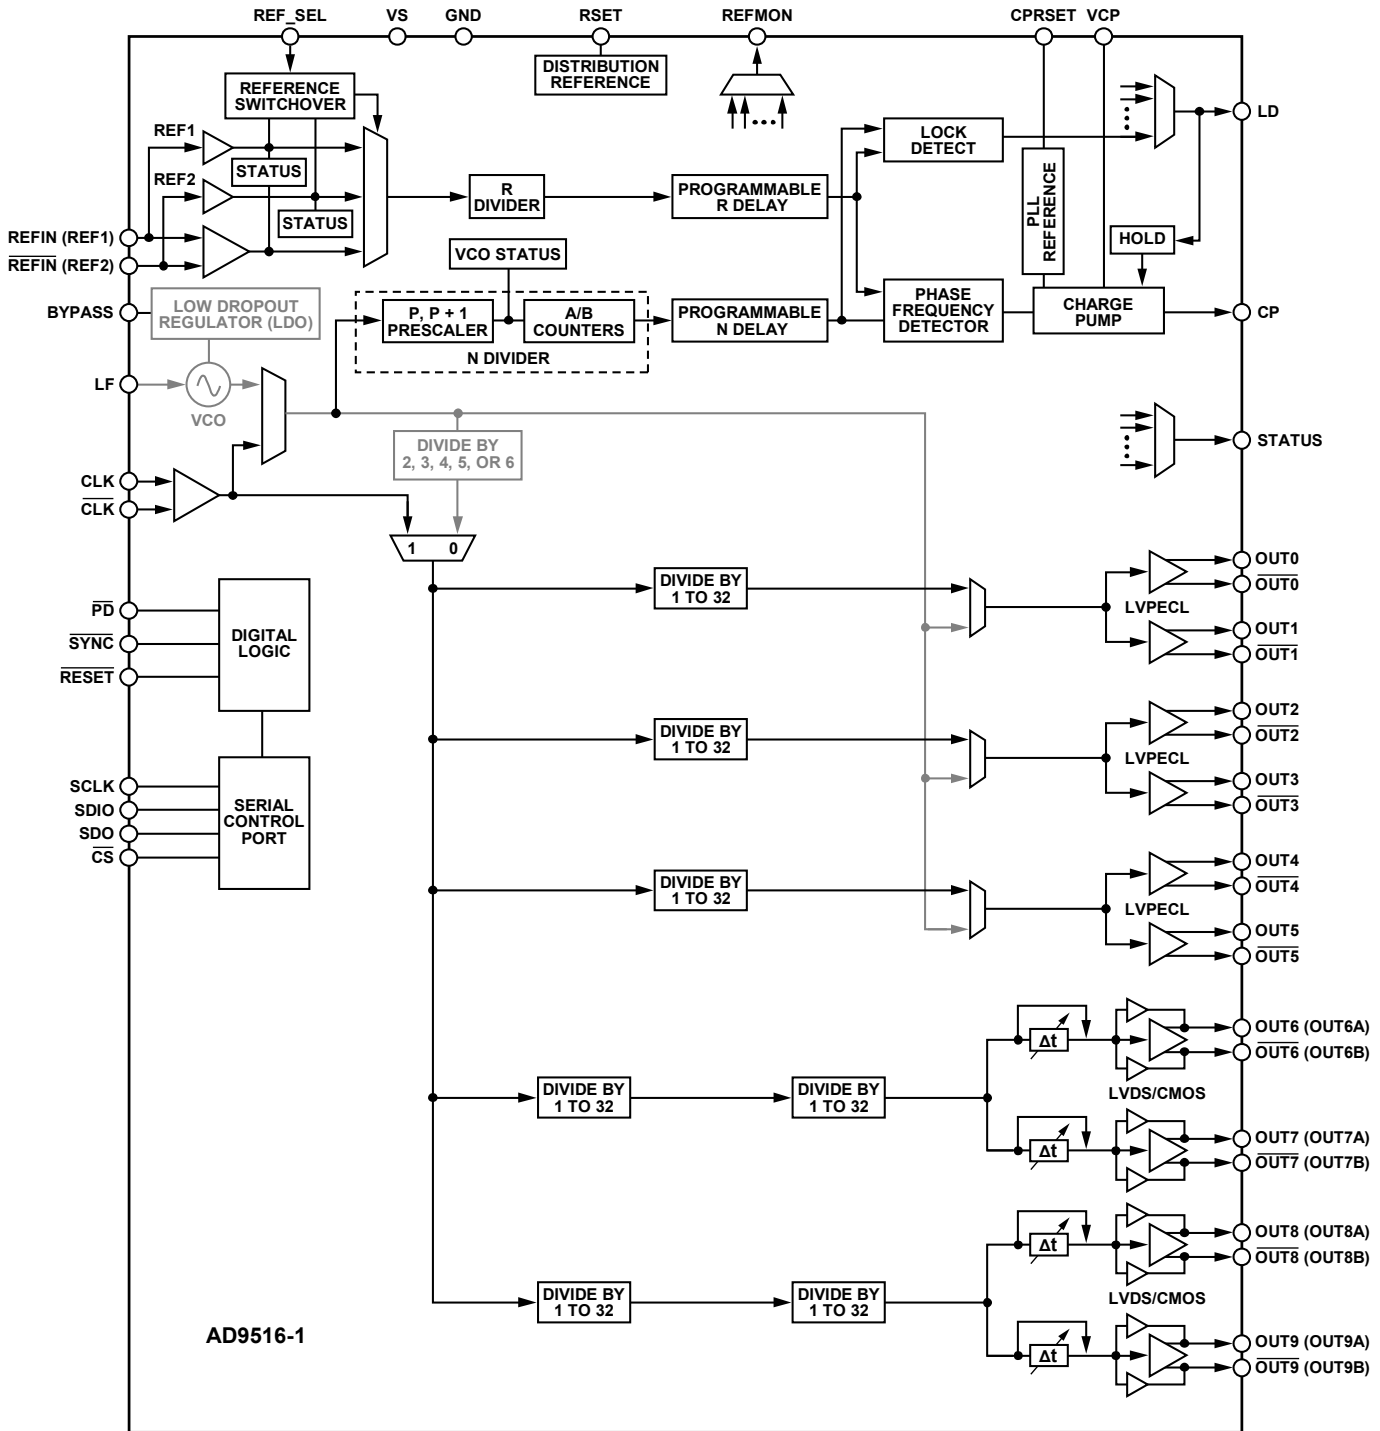 REF_SEL VS GND RSET REFMON CPRSET VCP
DISTRIBUTION
REFERENCE
REFERENCE
SWITCHOVER
LD
REF1
LOCK
DETECT
STATUS
REF2
R
DIVIDER
PROGRAMMABLE
R DELAY
PLL
REFERENCE
STATUS
REFIN (REF1)
HOLD
REFIN (REF2)
VCO STATUS
BYPASS
LOW DROPOUT
REGULATOR (LDO)
P, P + 1
PRESCALER
A/B
COUNTERS
N DIVIDER
PROGRAMMABLE
N DELAY
PHASE
FREQUENCY
DETECTOR
CHARGE
PUMP
CP
LF
VCO
DIVIDE BY
2, 3, 4, 5, OR 6
STATUS
CLK
CLK
1 0
DIVIDE BY
1 TO 32
OUT0
OUT0
LVPECL
OUT1
OUT1
PD
SYNC
RESET
DIGITAL
LOGIC
DIVIDE BY
1 TO 32
OUT2
OUT2
LVPECL
OUT3
OUT3
SCLK
SDIO
SDO
CS
SERIAL
CONTROL
PORT
DIVIDE BY
1 TO 32
OUT4
OUT4
LVPECL
OUT5
OUT5
Δt
OUT6 (OUT6A)
OUT6 (OUT6B)
DIVIDE BY
1 TO 32
DIVIDE BY
1 TO 32
LVDS/CMOS
Δt
OUT7 (OUT7A)
OUT7 (OUT7B)
Δt
OUT8 (OUT8A)
OUT8 (OUT8B)
DIVIDE BY
1 TO 32
DIVIDE BY
1 TO 32
LVDS/CMOS
Δt
OUT9 (OUT9A)
OUT9 (OUT9B)
AD9516-1